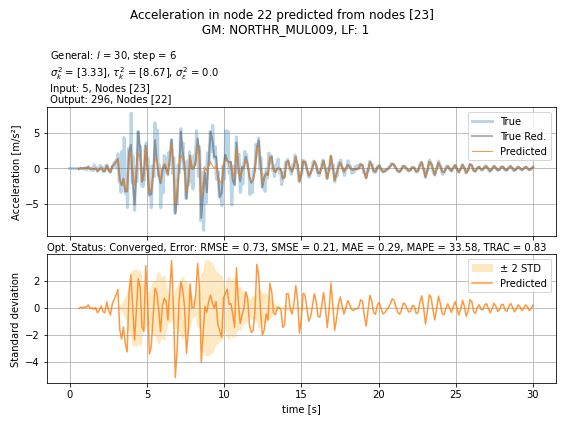 Acceleration in node 22 predicted from nodes [23]
GM: NORTHR_MUL009, LF: 1
General: l = 30, step = 6
σ²ₖ = [3.33], τ²ₖ = [8.67], σ²ε = 0.0
Input: 5, Nodes [23]
Output: 296, Nodes [22]
Acceleration [m/s²]
5
0
−5
True
True Red.
Predicted
Opt. Status: Converged, Error: RMSE = 0.73, SMSE = 0.21, MAE = 0.29, MAPE = 33.58, TRAC = 0.83
Standard deviation
2
0
−2
−4
± 2 STD
Predicted
0 5 10 15 20 25 30
time [s]